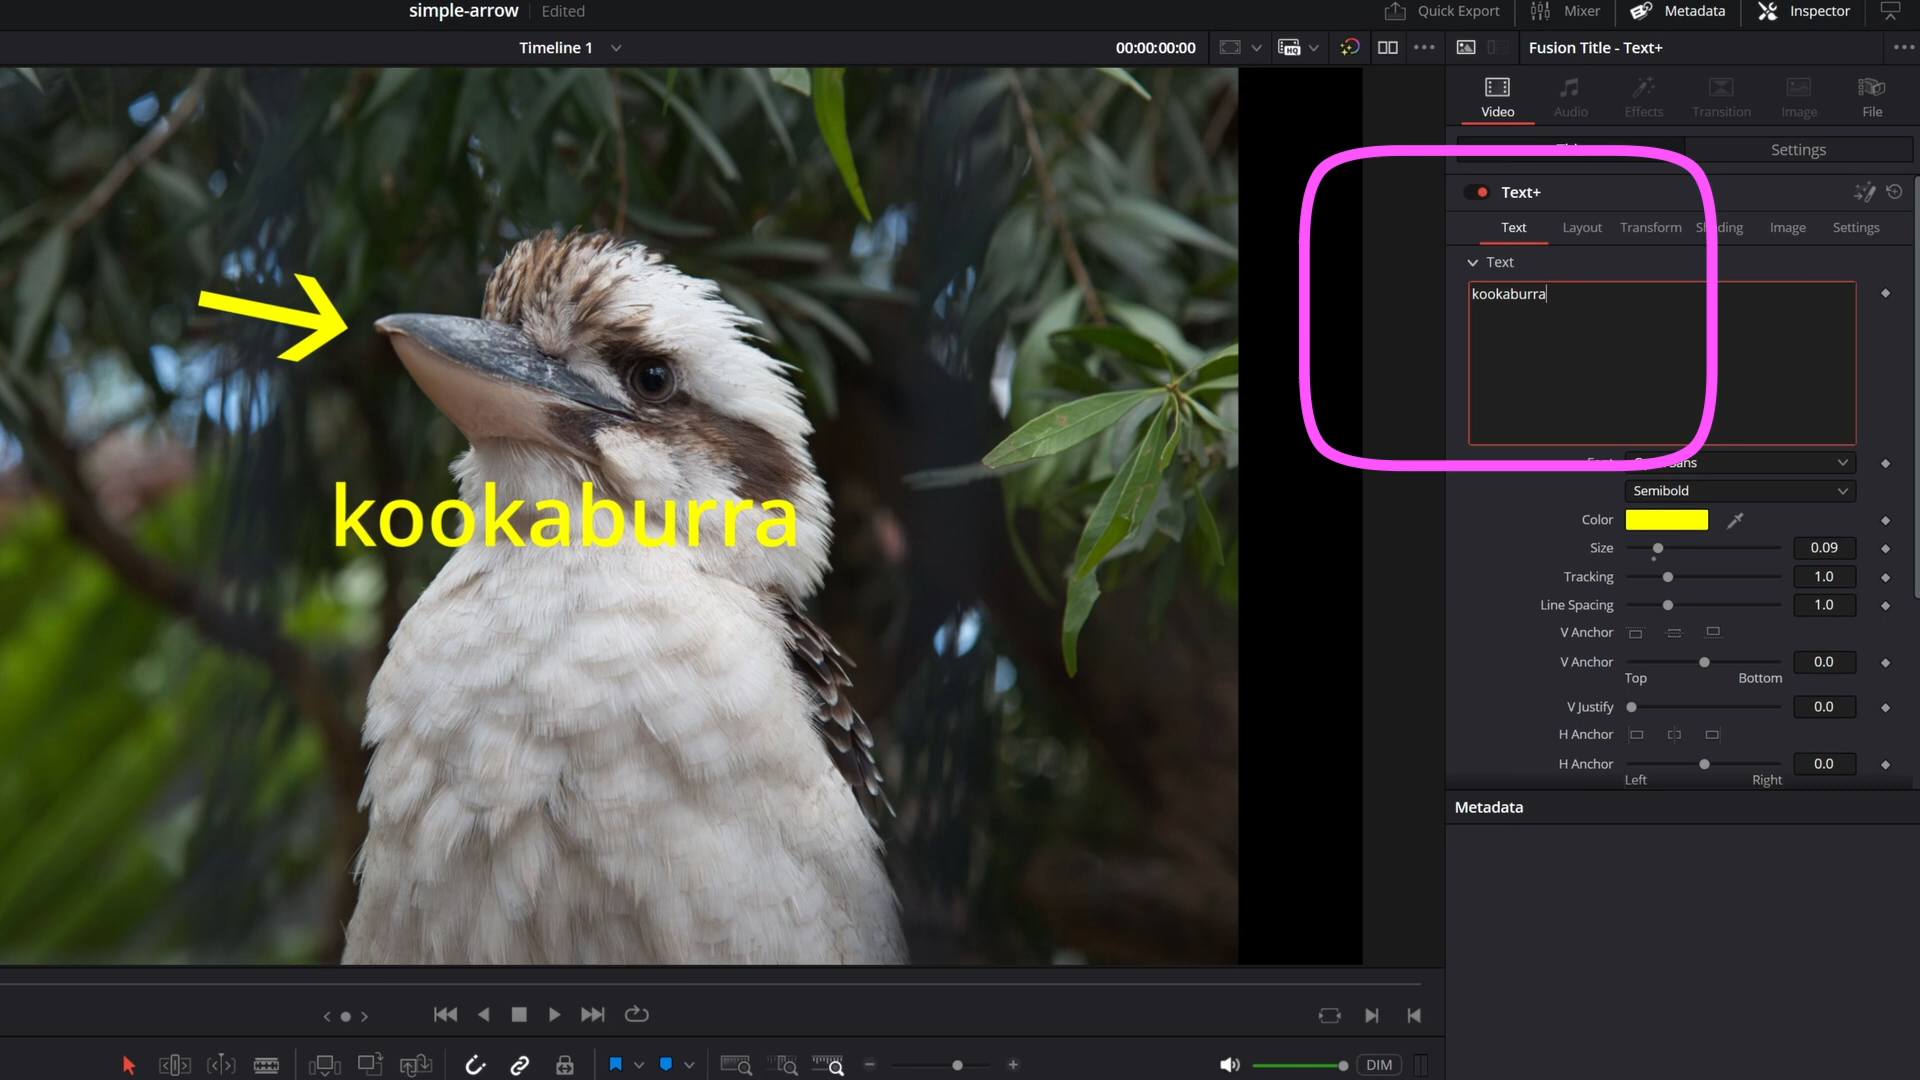 simple-arrow Edited Quick Export Mixer Metadata Inspector
Timeline 1 00:00:00:00 HQ Fusion Title - Text+
Video Audio Effects Transition Image File
Settings
Text+
Text Layout Transform Shading Image Settings
Text
kookaburra
kookaburra
Semibold
Color
Size 0.09
Tracking 1.0
Line Spacing 1.0
V Anchor
V Anchor 0.0
Top Bottom
V Justify 0.0
H Anchor
H Anchor 0.0
Left Right
Metadata
DIM